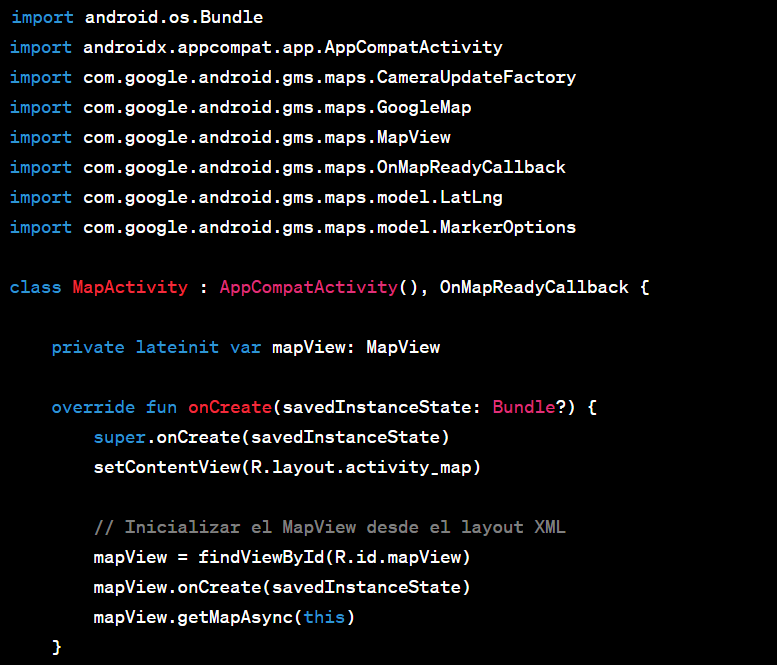 import android.os.Bundle
import androidx.appcompat.app.AppCompatActivity
import com.google.android.gms.maps.CameraUpdateFactory
import com.google.android.gms.maps.GoogleMap
import com.google.android.gms.maps.MapView
import com.google.android.gms.maps.OnMapReadyCallback
import com.google.android.gms.maps.model.LatLng
import com.google.android.gms.maps.model.MarkerOptions

class MapActivity : AppCompatActivity(), OnMapReadyCallback {

    private lateinit var mapView: MapView

    override fun onCreate(savedInstanceState: Bundle?) {
        super.onCreate(savedInstanceState)
        setContentView(R.layout.activity_map)

        // Inicializar el MapView desde el layout XML
        mapView = findViewById(R.id.mapView)
        mapView.onCreate(savedInstanceState)
        mapView.getMapAsync(this)
    }